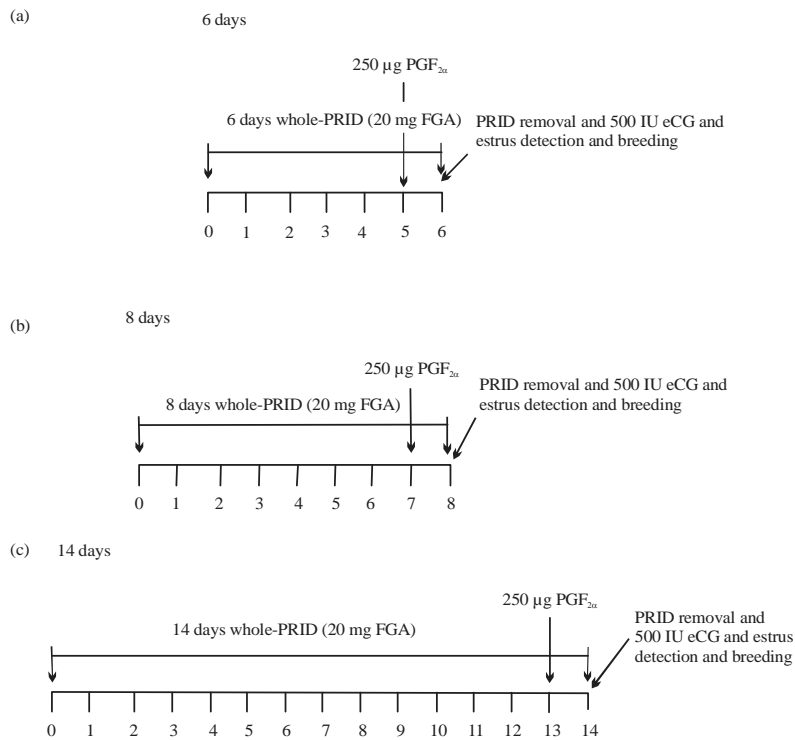 (a)
6 days
250 µg PGF2α
6 days whole-PRID (20 mg FGA)
PRID removal and 500 IU eCG and
estrus detection and breeding
0 1 2 3 4 5 6
(b)
8 days
250 µg PGF2α
8 days whole-PRID (20 mg FGA)
PRID removal and 500 IU eCG and
estrus detection and breeding
0 1 2 3 4 5 6 7 8
(c) 14 days
250 µg PGF2α
14 days whole-PRID (20 mg FGA)
PRID removal and
500 IU eCG and estrus
detection and breeding
0 1 2 3 4 5 6 7 8 9 10 11 12 13 14